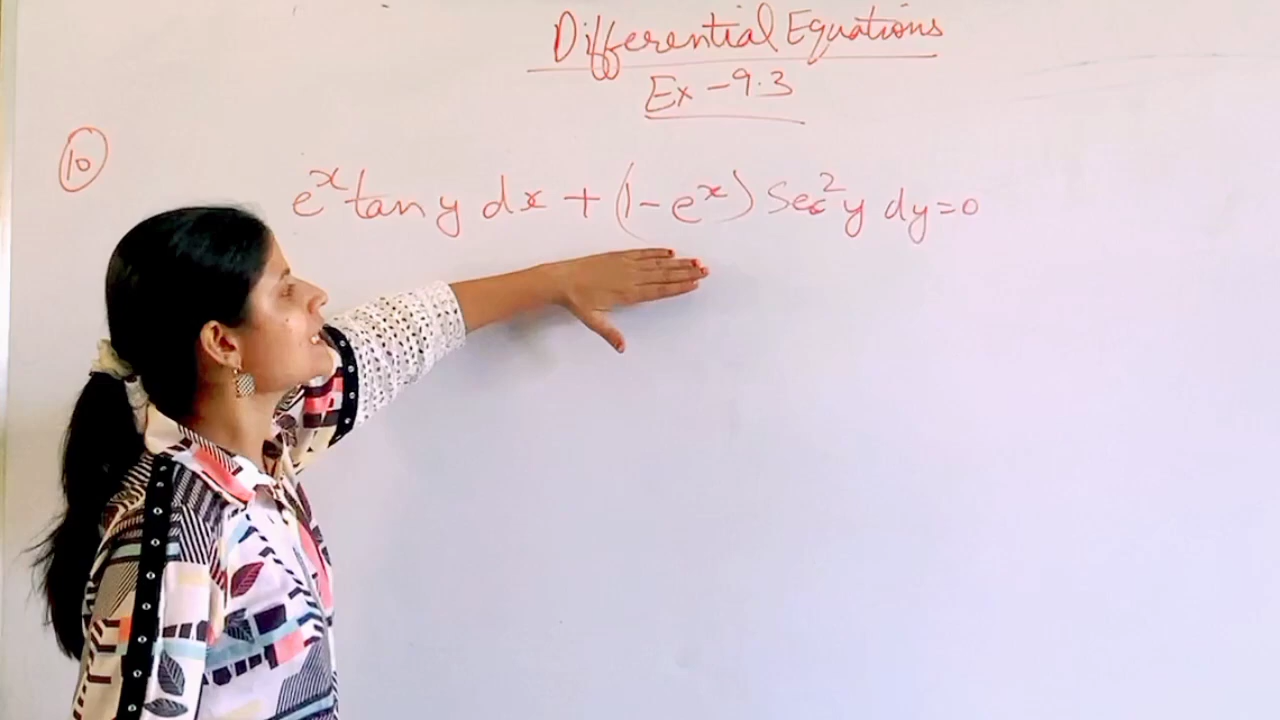 Differential Equations
Ex - 9.3
10
eˣ tan y dx + (1 - eˣ) Sec² y dy = 0